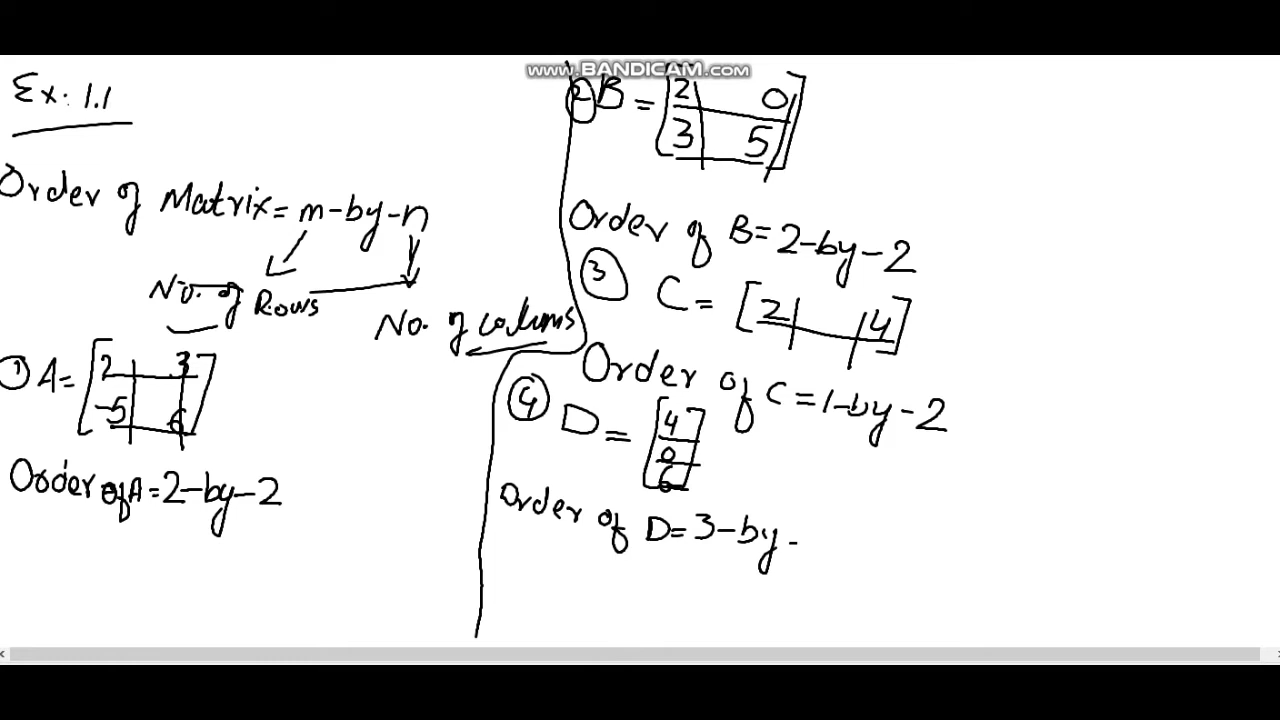 www.BANDICAM.com
Ex: 1.1
Order of Matrix = m-by-n
No. of Rows
No. of colums
① A = [2 3
-5 6]
Order of A = 2-by-2
② B = [2 0
3 5]
Order of B = 2-by-2
③ C = [2 4]
Order of C = 1-by-2
④ D = [4
0
6]
Order of D = 3-by-